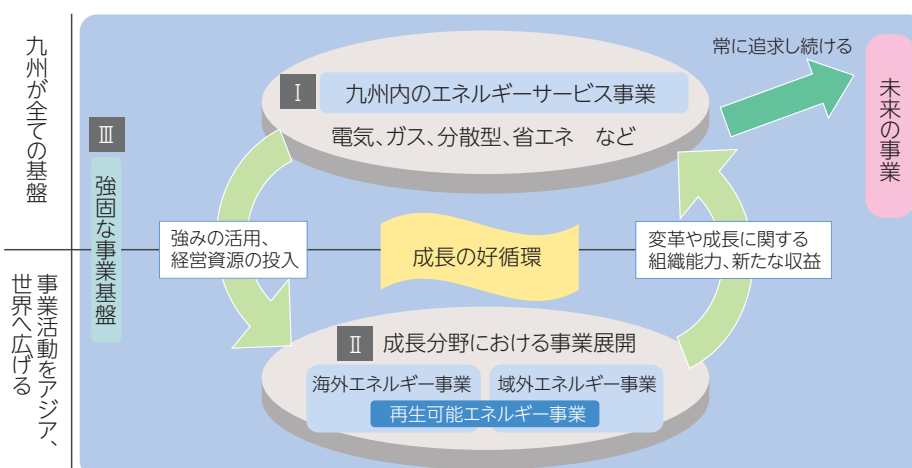 九州が全ての基盤
事業活動をアジア、
世界へ広げる
Ⅲ
強固な事業基盤
Ⅰ
九州内のエネルギーサービス事業
電気、ガス、分散型、省エネ　など
常に追求し続ける
未来の事業
強みの活用、
経営資源の投入
成長の好循環
変革や成長に関する
組織能力、新たな収益
Ⅱ
成長分野における事業展開
海外エネルギー事業
域外エネルギー事業
再生可能エネルギー事業